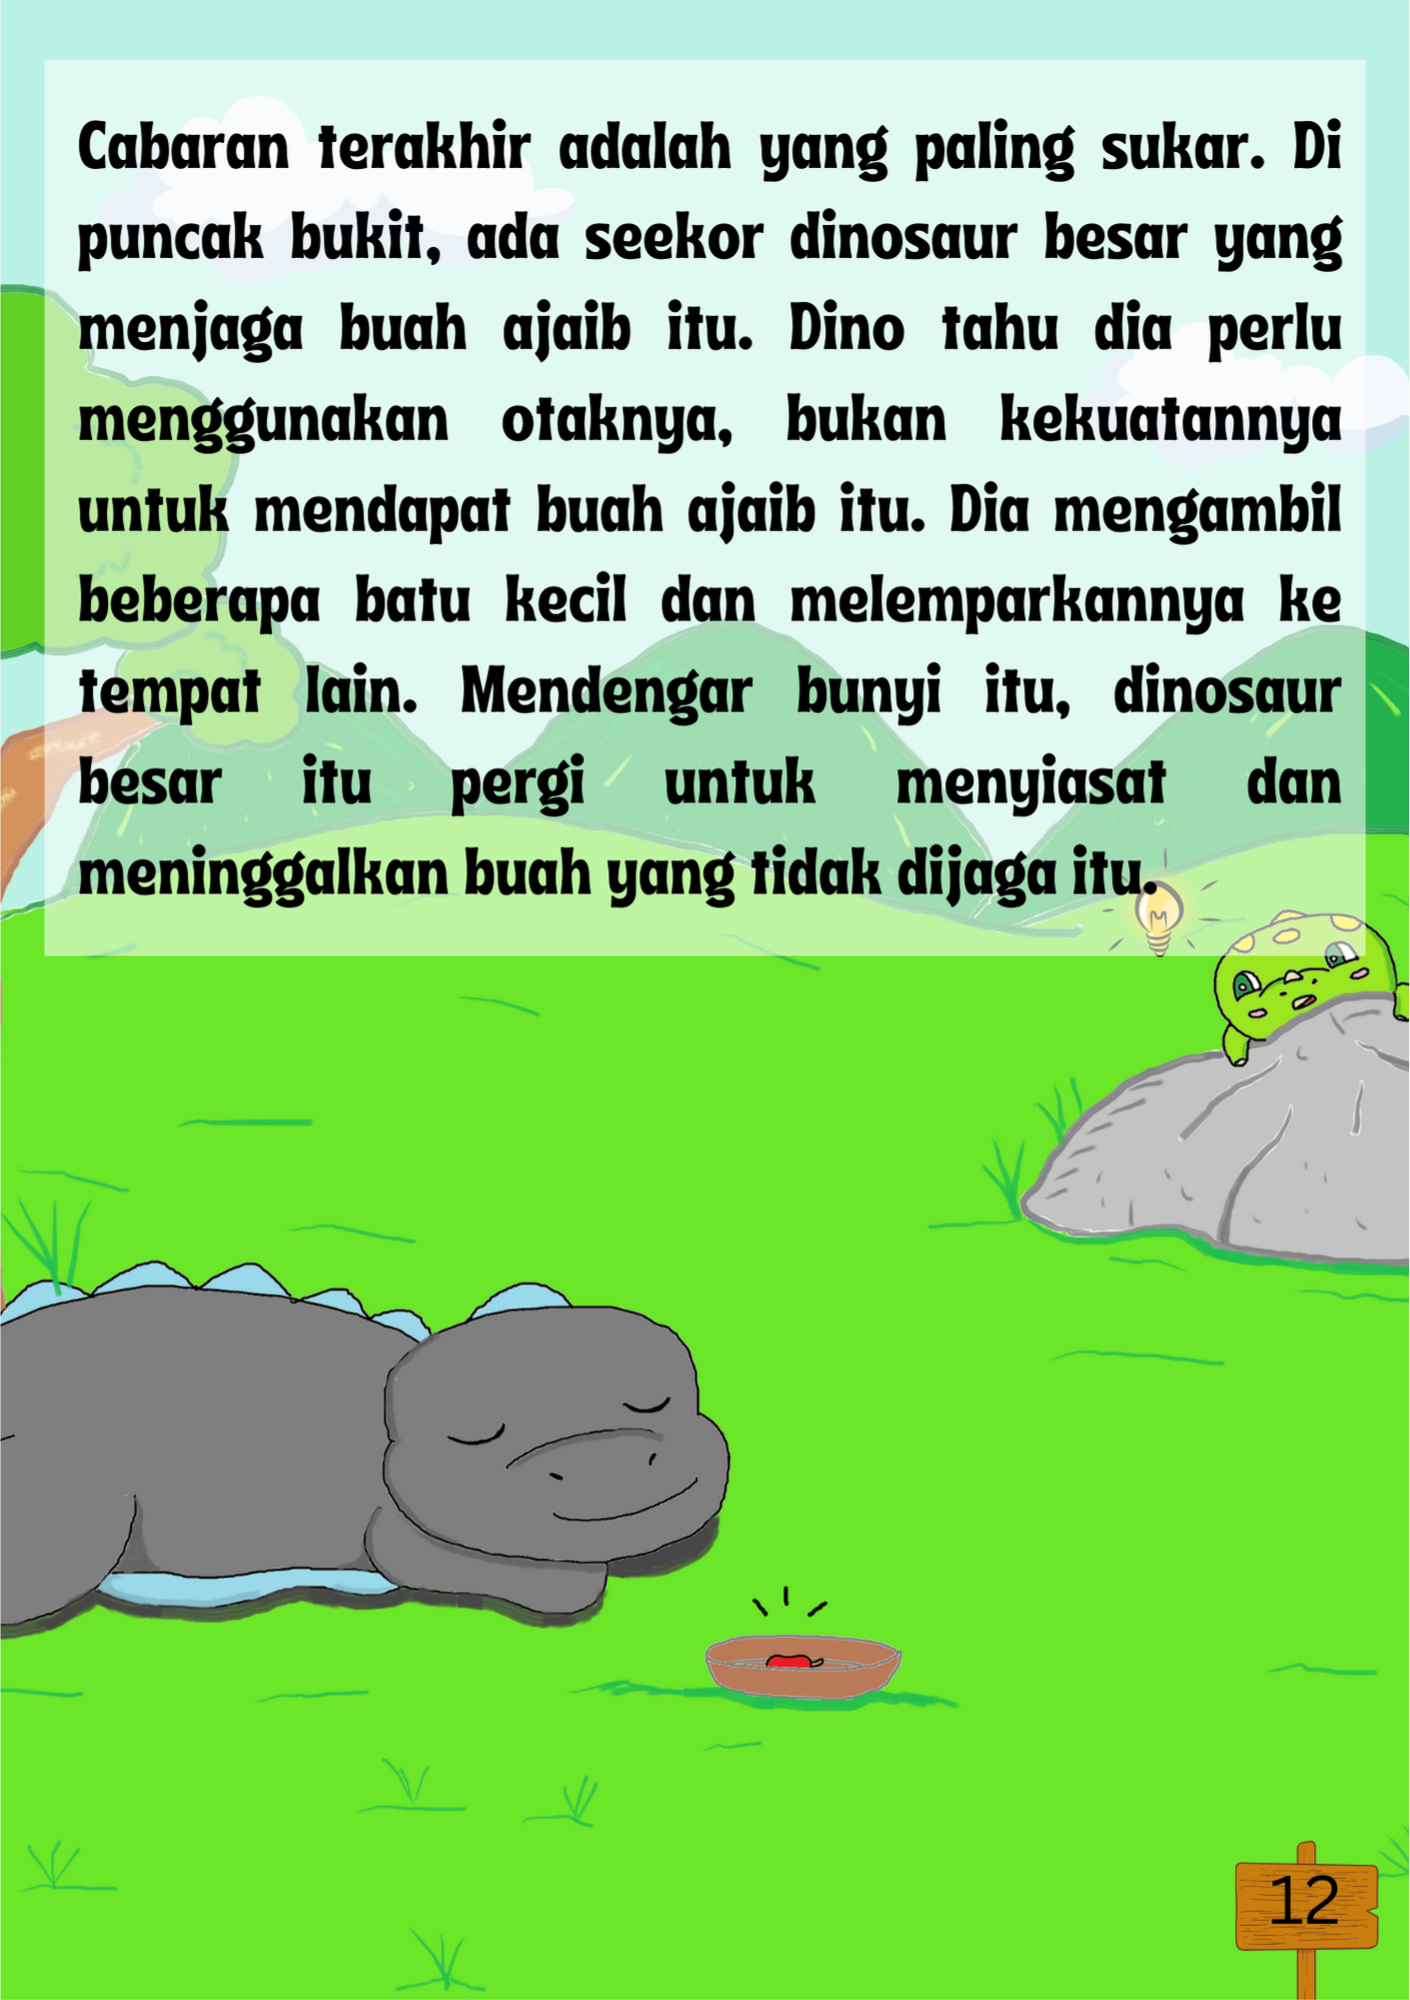 Cabaran terakhir adalah yang paling sukar. Di
puncak bukit, ada seekor dinosaur besar yang
menjaga buah ajaib itu. Dino tahu dia perlu
menggunakan otaknya, bukan kekuatannya
untuk mendapat buah ajaib itu. Dia mengambil
beberapa batu kecil dan melemparkannya ke
tempat lain. Mendengar bunyi itu, dinosaur
besar itu pergi untuk menyiasat dan
meninggalkan buah yang tidak dijaga itu.
12